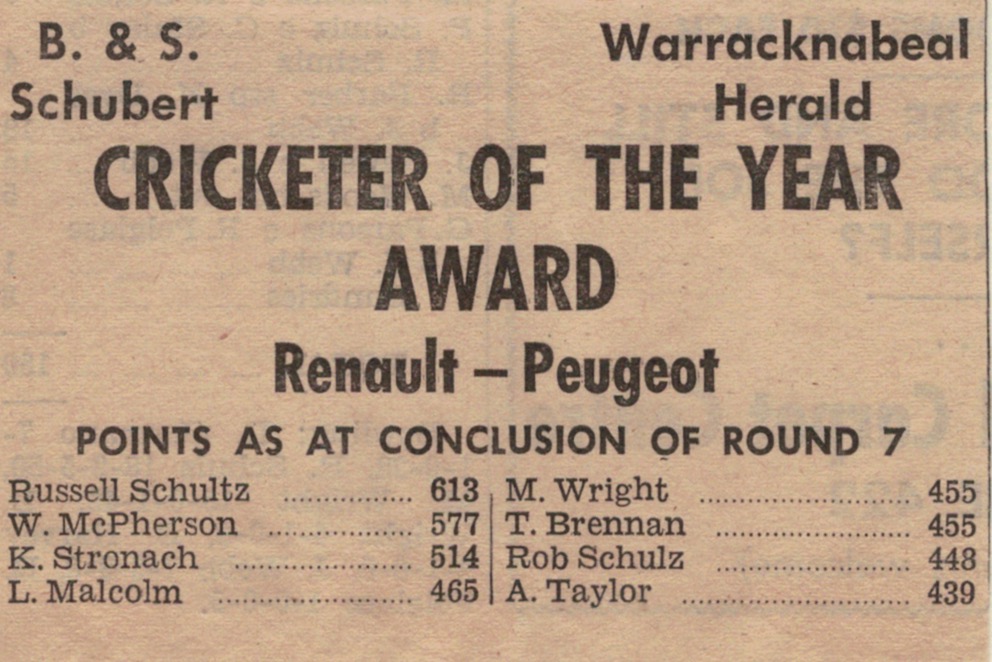 B. & S. Schubert
Warracknabeal Herald
CRICKETER OF THE YEAR
AWARD
Renault – Peugeot
POINTS AS AT CONCLUSION OF ROUND 7
Russell Schultz ................ 613
W. McPherson ................ 577
K. Stronach ................ 514
L. Malcolm ................ 465
M. Wright ................ 455
T. Brennan ................ 455
Rob Schulz ................ 448
A. Taylor ................ 439